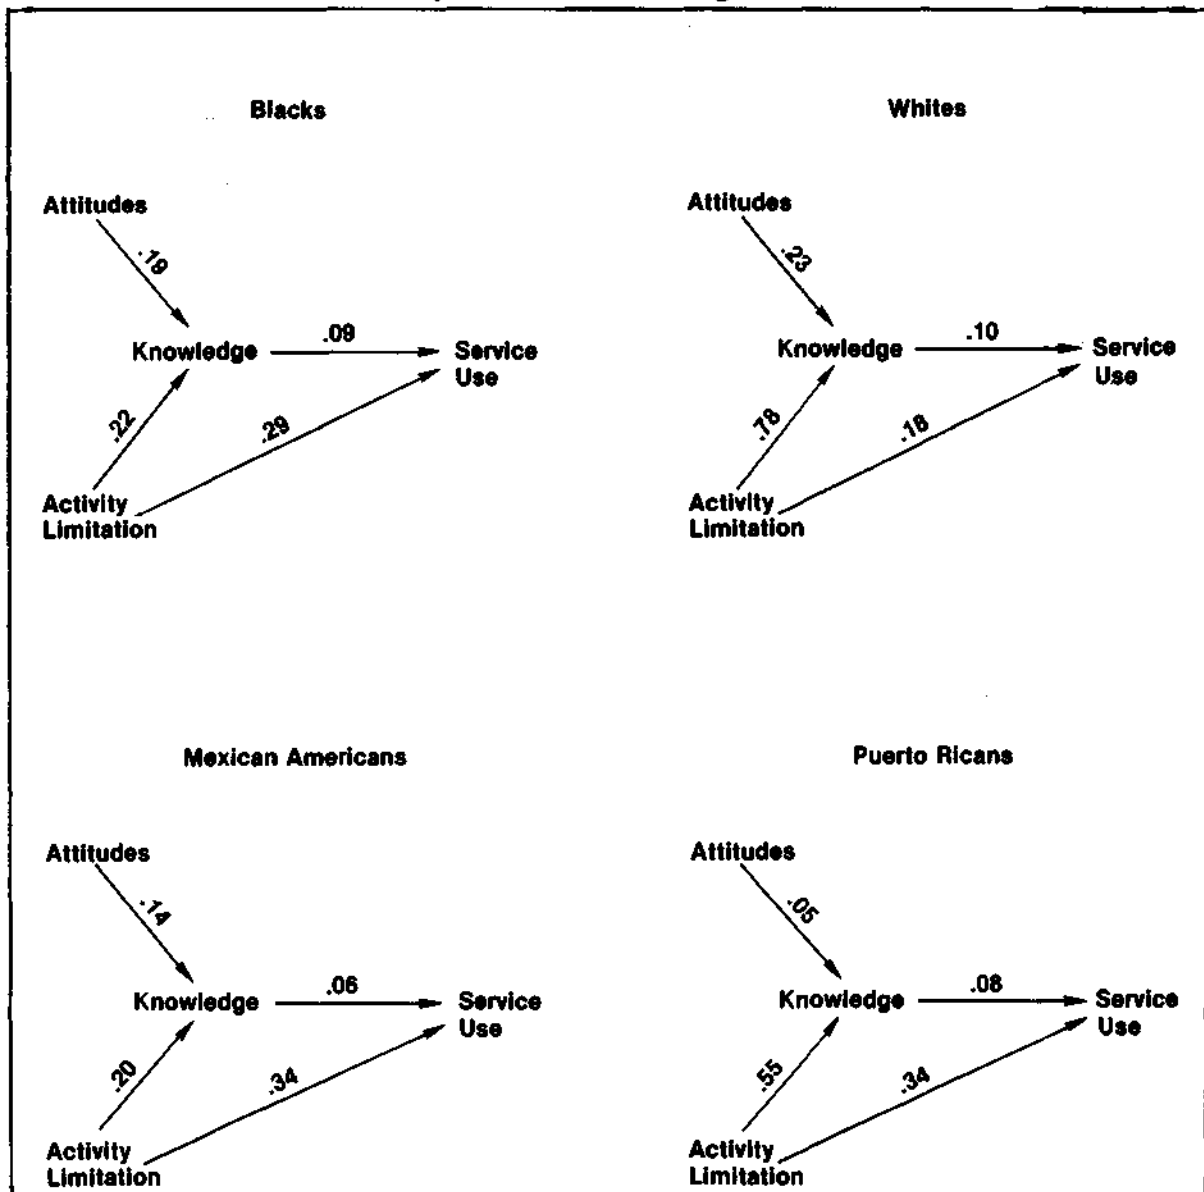 Blacks
Attitudes
.19
Knowledge
.09
Service
Use
.22
.29
Activity
Limitation
Whites
Attitudes
.23
Knowledge
.10
Service
Use
.78
.18
Activity
Limitation
Mexican Americans
Attitudes
.14
Knowledge
.06
Service
Use
.20
.34
Activity
Limitation
Puerto Ricans
Attitudes
.05
Knowledge
.08
Service
Use
.55
.34
Activity
Limitation